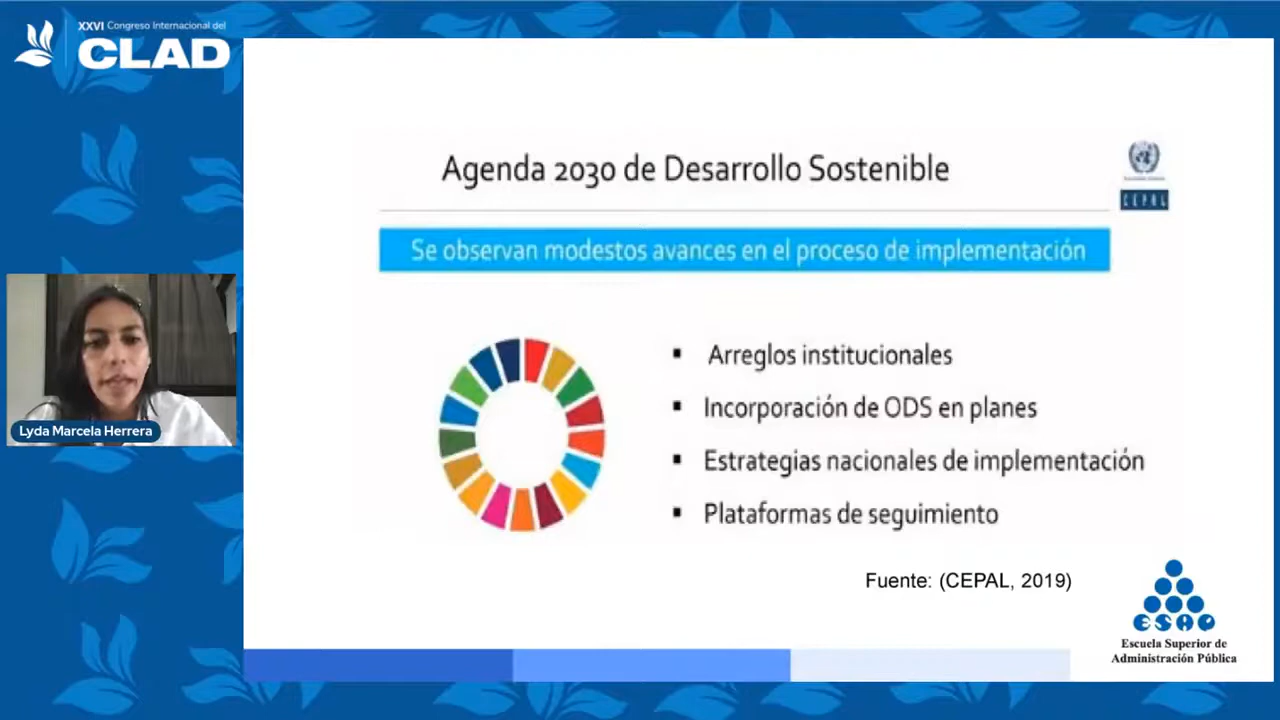 XXVI Congreso Internacional del
CLAD
Agenda 2030 de Desarrollo Sostenible
CEPAL
Se observan modestos avances en el proceso de implementación
▪ Arreglos institucionales
▪ Incorporación de ODS en planes
▪ Estrategias nacionales de implementación
▪ Plataformas de seguimiento
Lyda Marcela Herrera
Fuente: (CEPAL, 2019)
ESAP
Escuela Superior de
Administración Pública